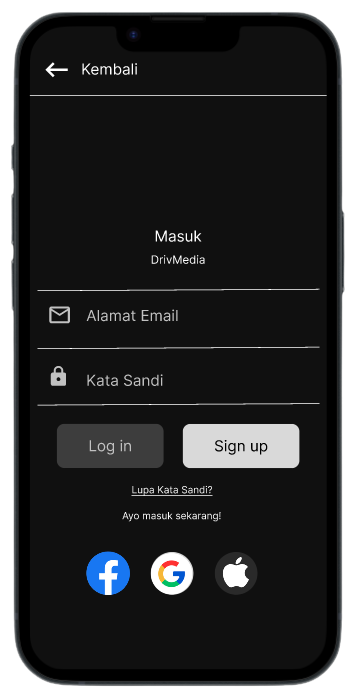 Kembali
Masuk
DrivMedia
Alamat Email
Kata Sandi
Log in
Sign up
Lupa Kata Sandi?
Ayo masuk sekarang!